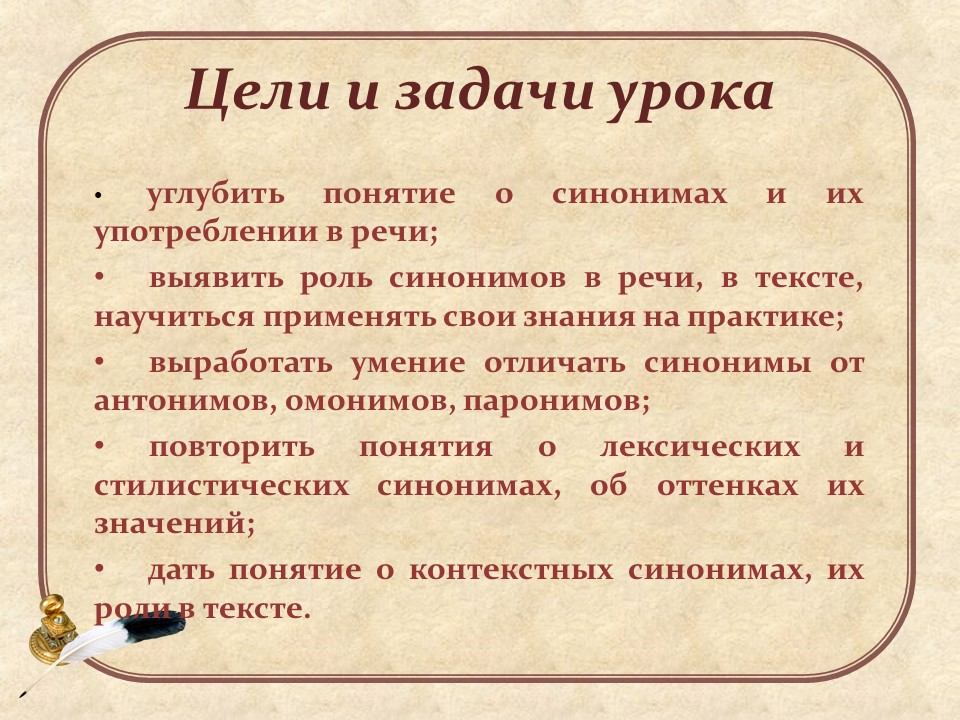 Цели и задачи урока
• углубить понятие о синонимах и их
употреблении в речи;
• выявить роль синонимов в речи, в тексте,
научиться применять свои знания на практике;
• выработать умение отличать синонимы от
антонимов, омонимов, паронимов;
• повторить понятия о лексических и
стилистических синонимах, об оттенках их
значений;
• дать понятие о контекстных синонимах, их
роли в тексте.